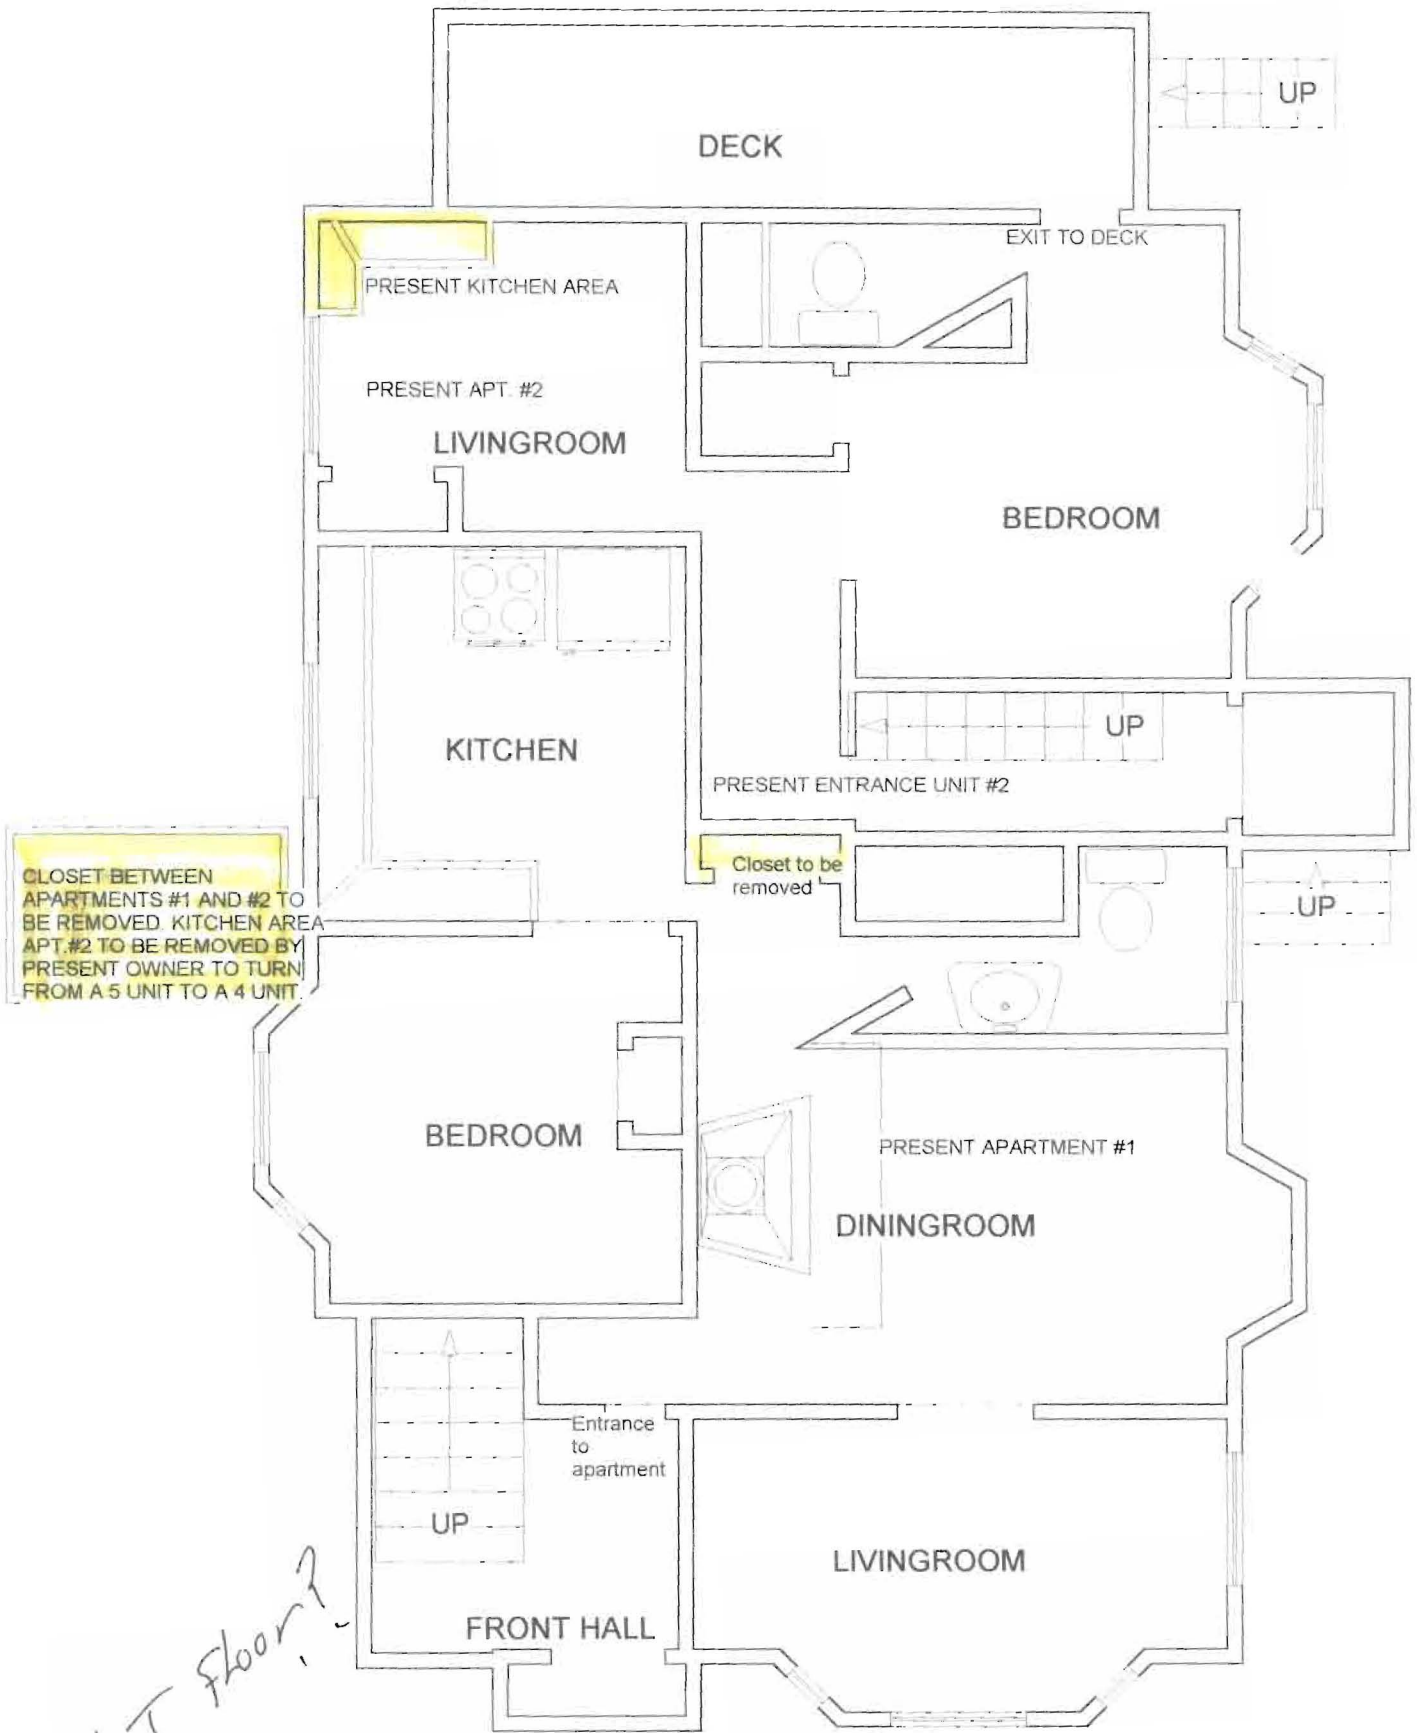 UP
DECK
EXIT TO DECK
PRESENT KITCHEN AREA
PRESENT APT. #2
LIVINGROOM
BEDROOM
UP
KITCHEN
PRESENT ENTRANCE UNIT #2
Closet to be
removed
CLOSET BETWEEN
APARTMENTS #1 AND #2 TO
BE REMOVED. KITCHEN AREA
APT.#2 TO BE REMOVED BY
PRESENT OWNER TO TURN
FROM A 5 UNIT TO A 4 UNIT.
UP
BEDROOM
PRESENT APARTMENT #1
DININGROOM
Entrance
to
apartment
UP
LIVINGROOM
FRONT HALL
Floor?